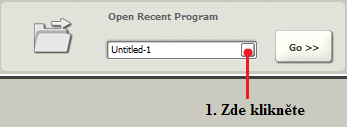 Open Recent Program
Untitled-1
Go >>
1. Zde klikněte